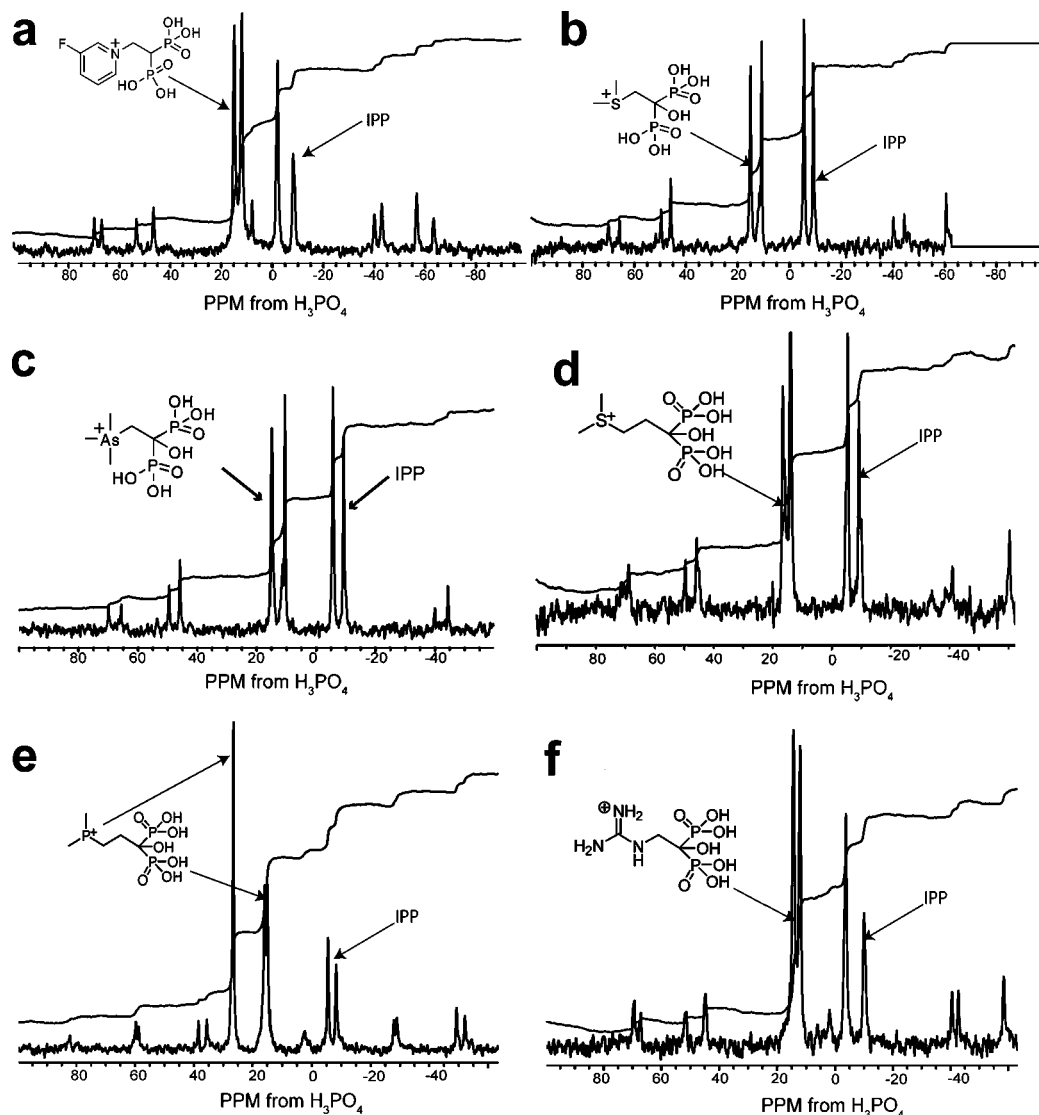 a
F
N
+
OH
OH
P
O
P
O
HO
OH
IPP
80 60 40 20 0 -20 -40 -60 -80
PPM from H₃PO₄
b
+
S
OH
OH
P
O
OH
HO
P
O
OH
IPP
80 60 40 20 0 -20 -40 -60 -80
PPM from H₃PO₄
c
+
As
OH
OH
P
O
OH
P
O
HO
OH
IPP
80 60 40 20 0 -20 -40
PPM from H₃PO₄
d
S+
O
OH
P
OH
OH
P
OH
O
OH
IPP
80 60 40 20 0 -20 -40
PPM from H₃PO₄
e
P+
O
OH
P
OH
OH
P
OH
O
OH
IPP
80 60 40 20 0 -20 -40
PPM from H₃PO₄
f
⊕
NH₂
H₂N
N
H
O
OH
P
OH
OH
P
OH
O
OH
IPP
80 60 40 20 0 -20 -40
PPM from H₃PO₄